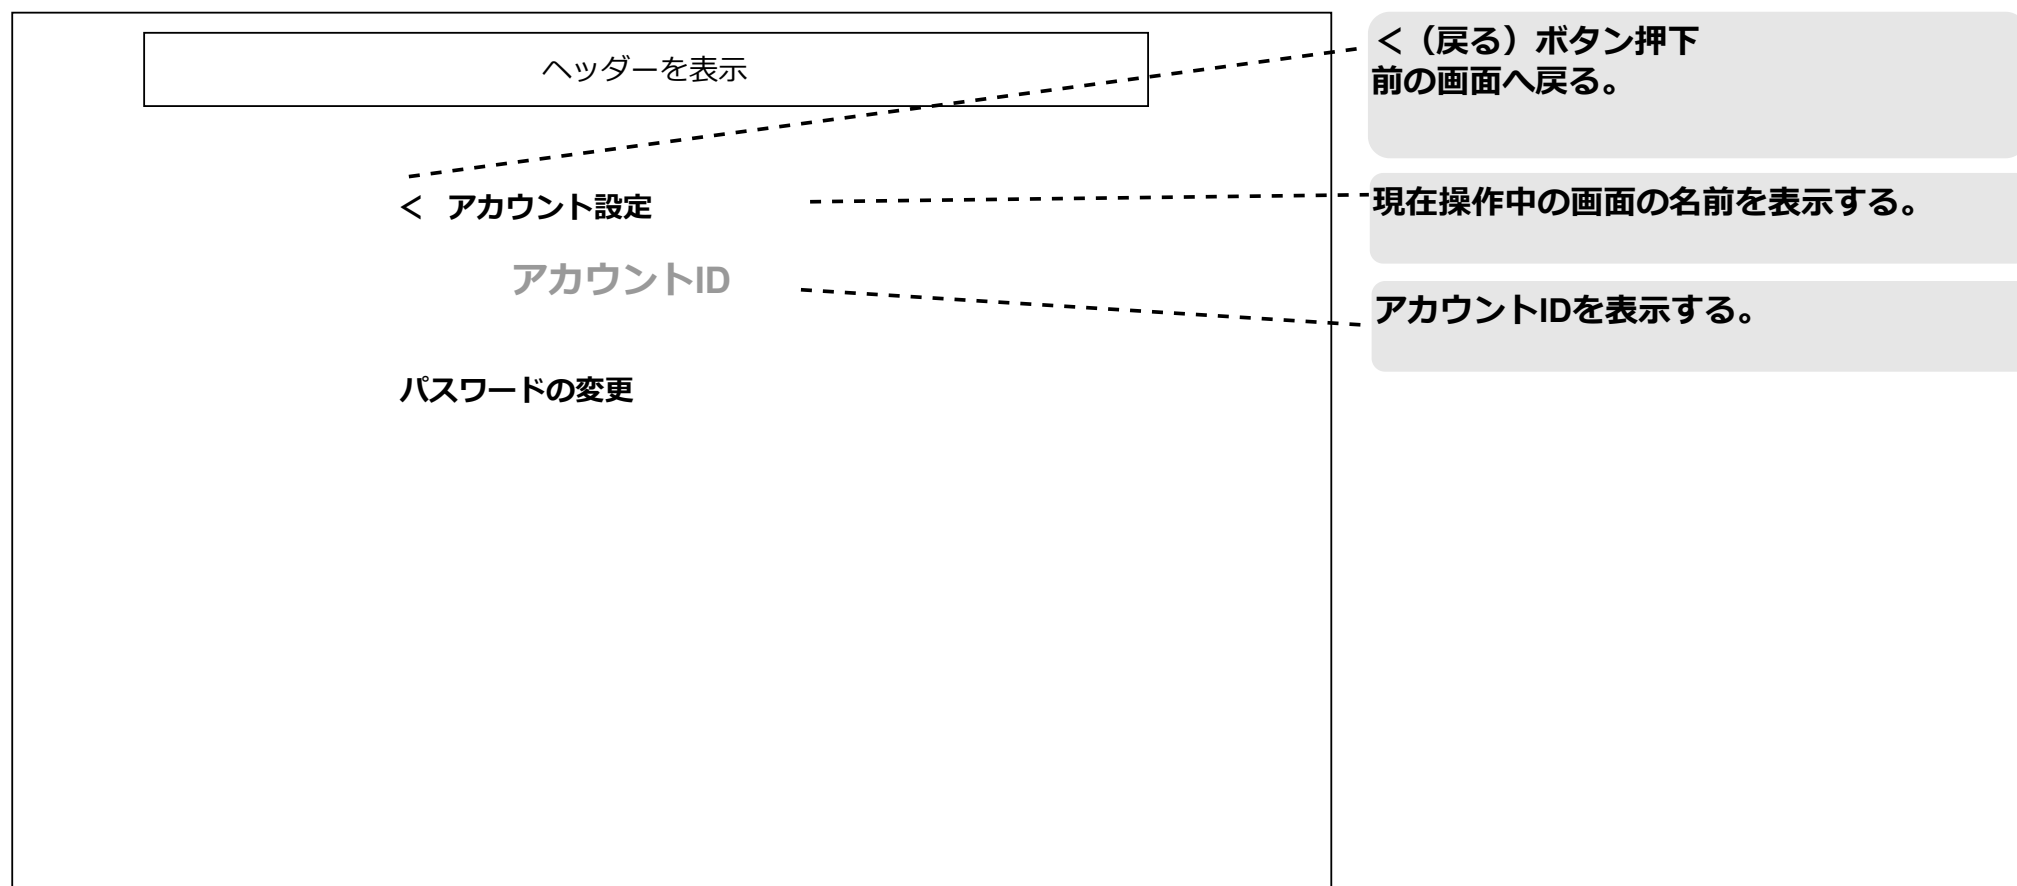 ヘッダーを表示
＜ アカウント設定
アカウントID
パスワードの変更
＜（戻る）ボタン押下
前の画面へ戻る。
現在操作中の画面の名前を表示する。
アカウントIDを表示する。